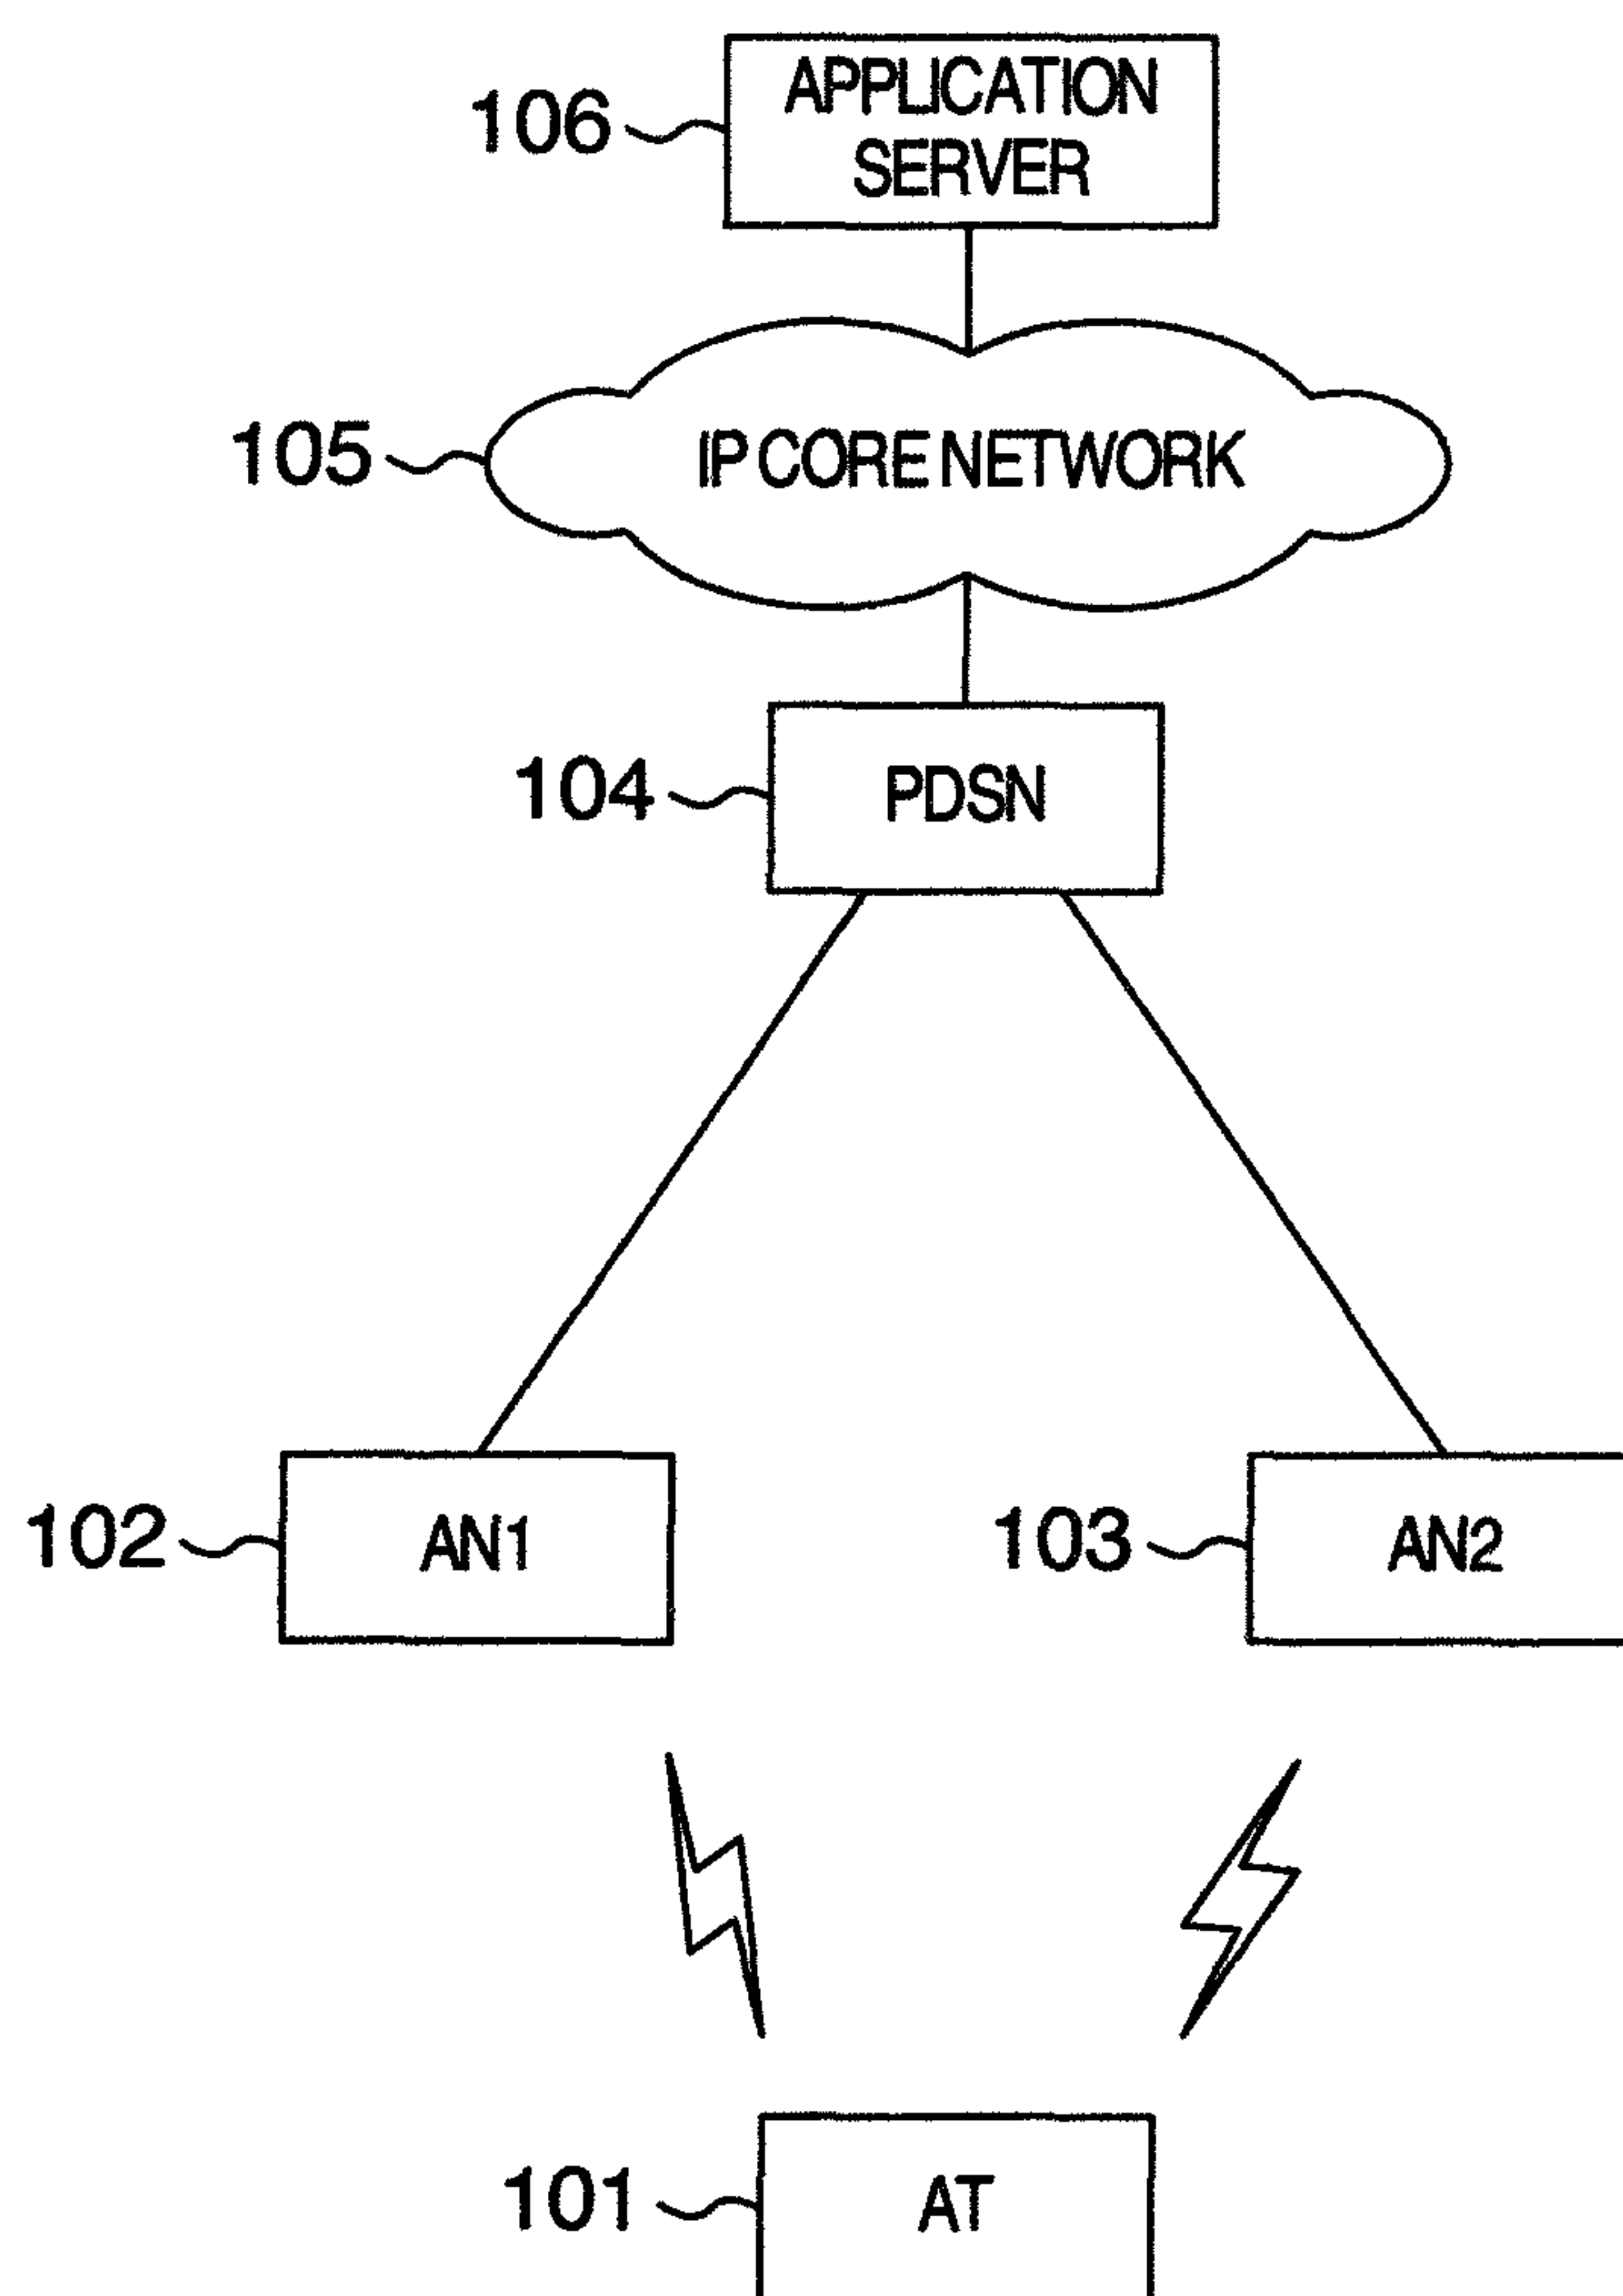 106
APPLICATION
SERVER
105
IP CORE NETWORK
104
PDSN
102
AN1
103
AN2
101
AT